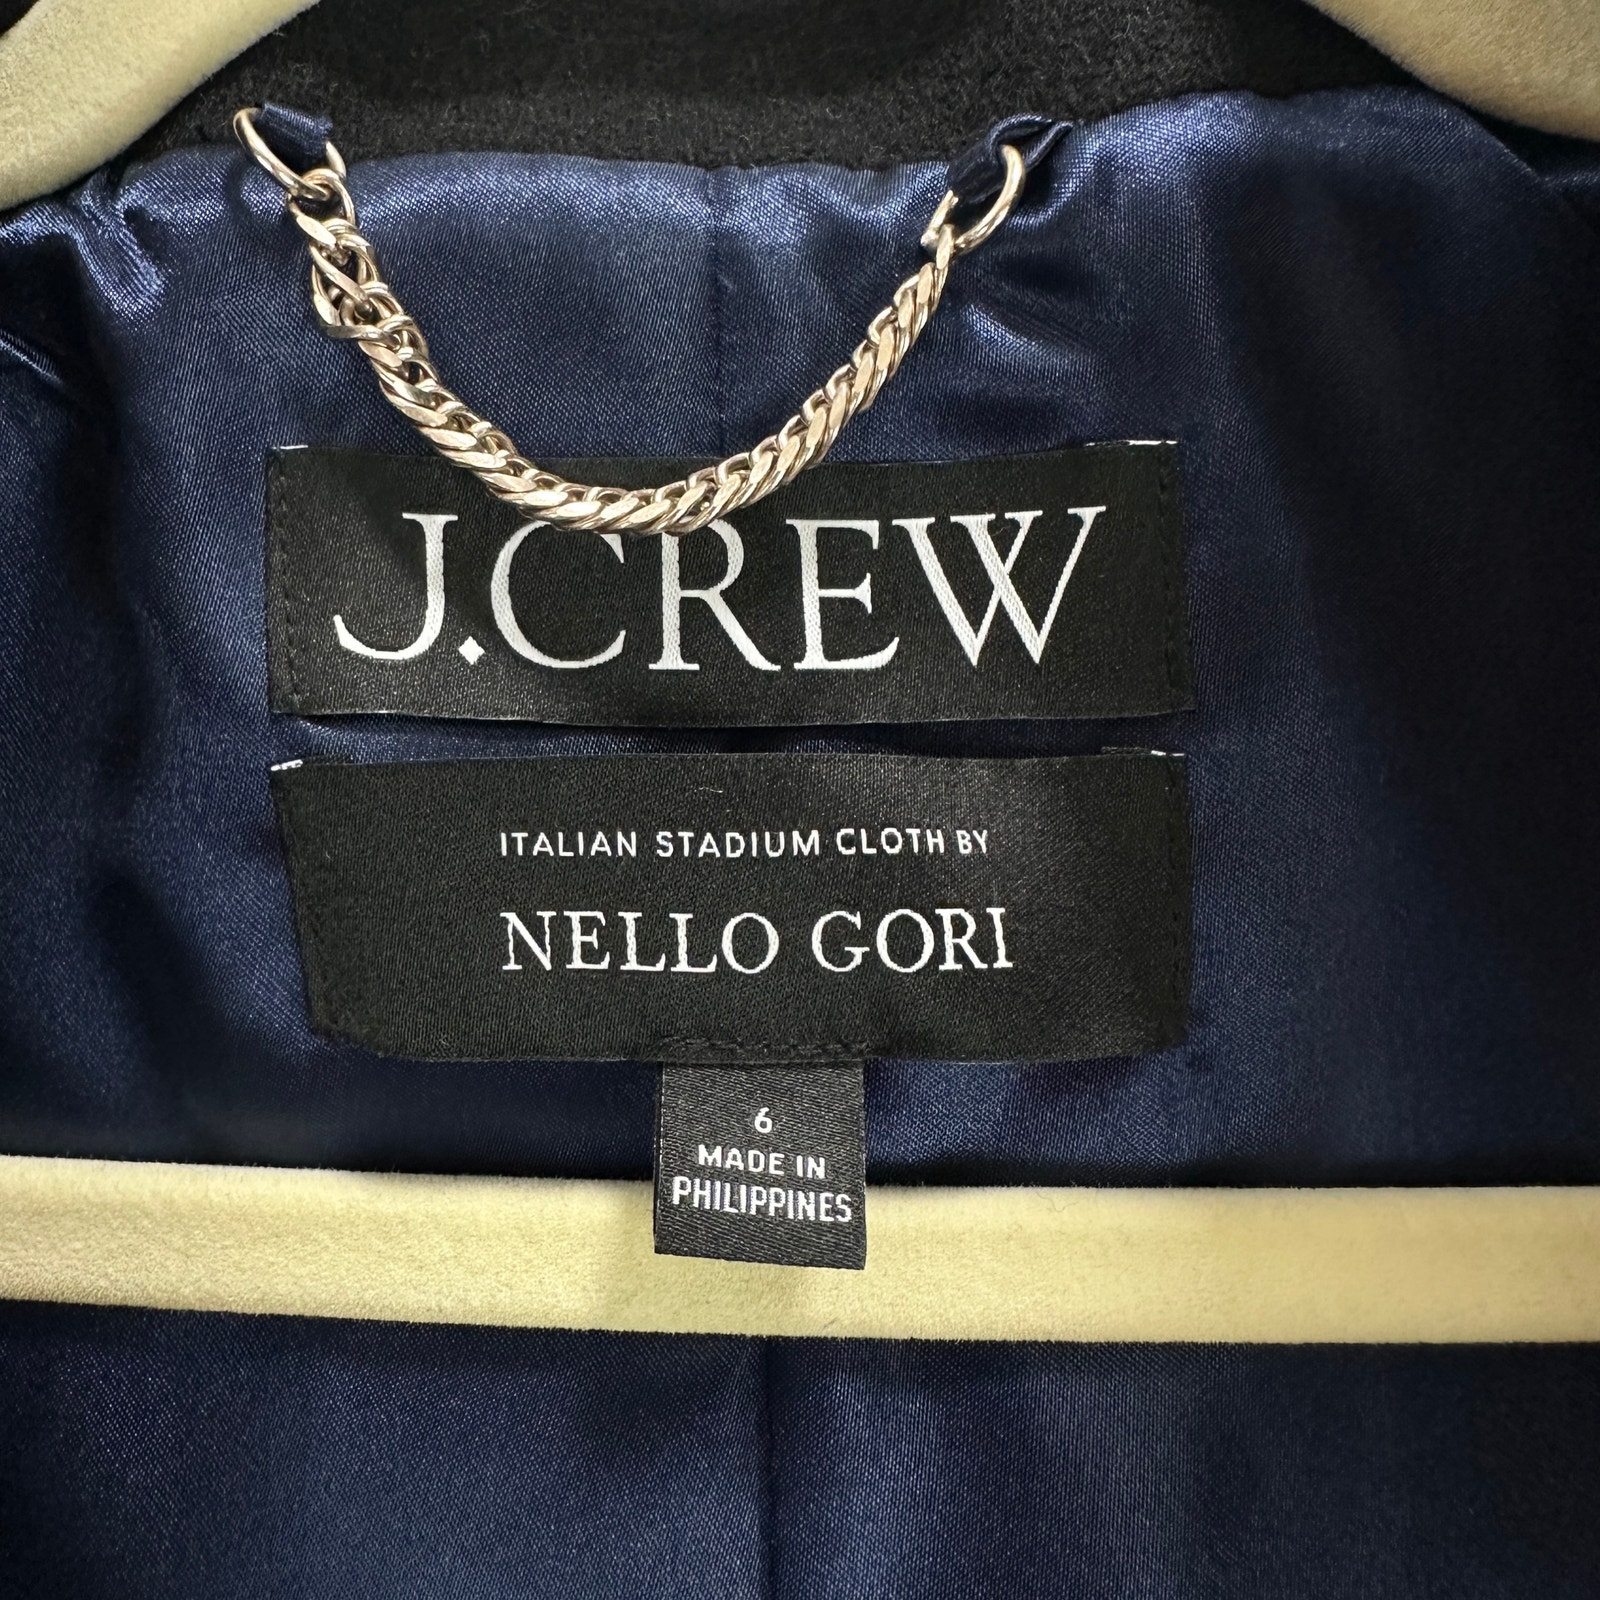 J.CREW
ITALIAN STADIUM CLOTH BY
NELLO GORI
6
MADE IN
PHILIPPINES